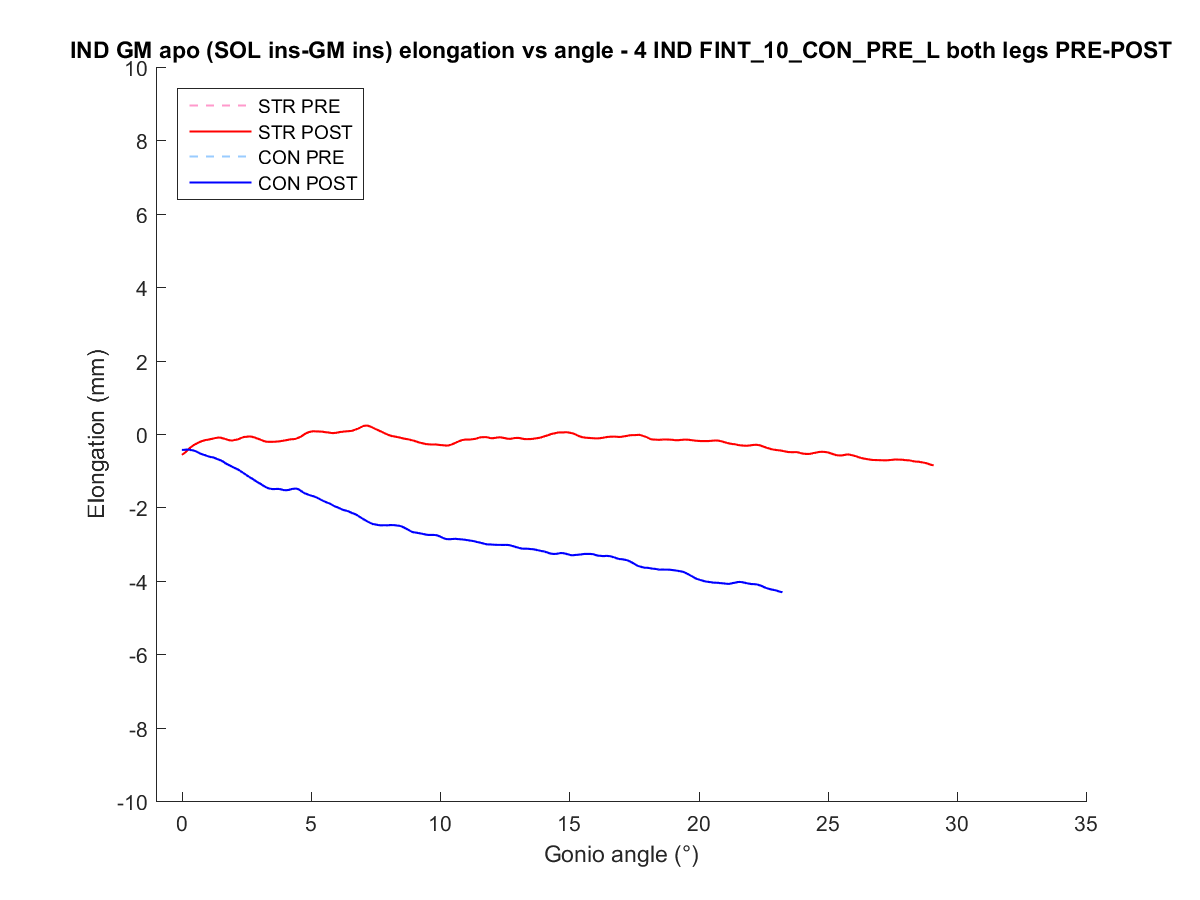 IND GM apo (SOL ins-GM ins) elongation vs angle - 4 IND FINT_10_CON_PRE_L both legs PRE-POST
STR PRE
STR POST
CON PRE
CON POST
10
8
6
4
2
0
-2
-4
-6
-8
-10
Elongation (mm)
0 5 10 15 20 25 30 35
Gonio angle (°)